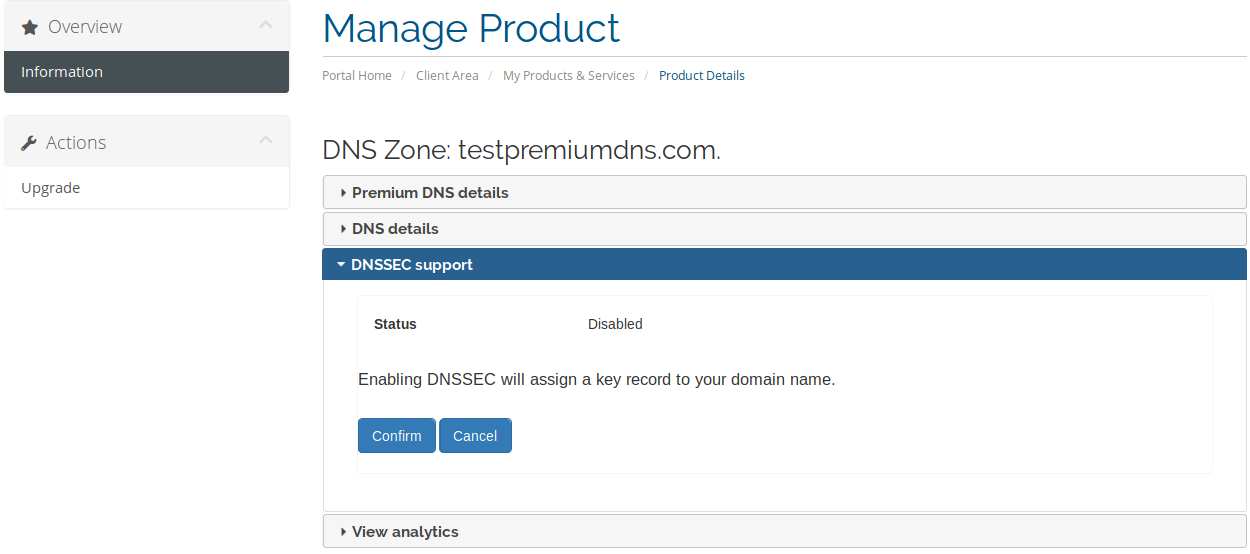 Overview
Information
Actions
Upgrade
Manage Product
Portal Home / Client Area / My Products & Services / Product Details
DNS Zone: testpremiumdns.com.
Premium DNS details
DNS details
DNSSEC support
Status Disabled
Enabling DNSSEC will assign a key record to your domain name.
Confirm Cancel
View analytics